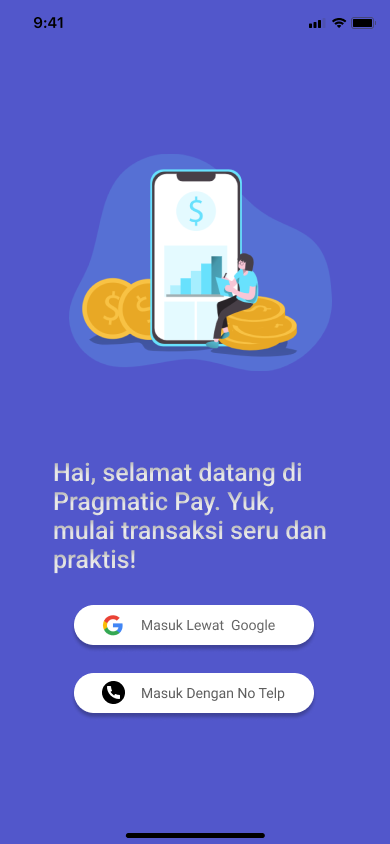 9:41
$
$
Hai, selamat datang di
Pragmatic Pay. Yuk,
mulai transaksi seru dan
praktis!
Masuk Lewat Google
Masuk Dengan No Telp